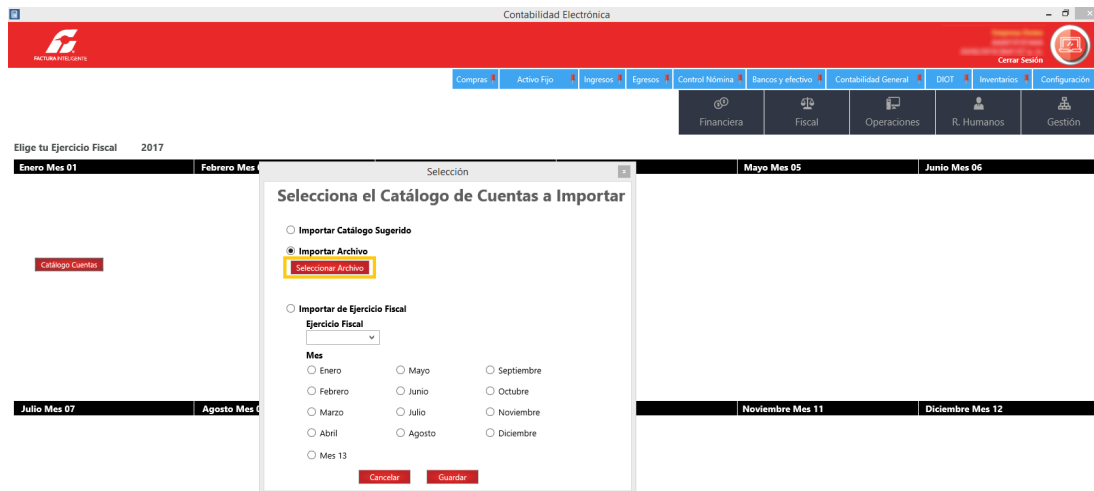 Contabilidad Electrónica
FACTURA INTELIGENTE
Cerrar Sesión
Compras
Activo Fijo
Ingresos
Egresos
Control Nómina
Bancos y efectivo
Contabilidad General
DIOT
Inventarios
Configuración
Financiera
Fiscal
Operaciones
R. Humanos
Gestión
Elige tu Ejercicio Fiscal 2017
Enero Mes 01
Febrero Mes
Mayo Mes 05
Junio Mes 06
Catálogo Cuentas
Selección
Selecciona el Catálogo de Cuentas a Importar
Importar Catálogo Sugerido
Importar Archivo
Seleccionar Archivo
Importar de Ejercicio Fiscal
Ejercicio Fiscal
Mes
Enero
Mayo
Septiembre
Febrero
Junio
Octubre
Marzo
Julio
Noviembre
Abril
Agosto
Diciembre
Mes 13
Cancelar
Guardar
Julio Mes 07
Agosto Mes
Noviembre Mes 11
Diciembre Mes 12